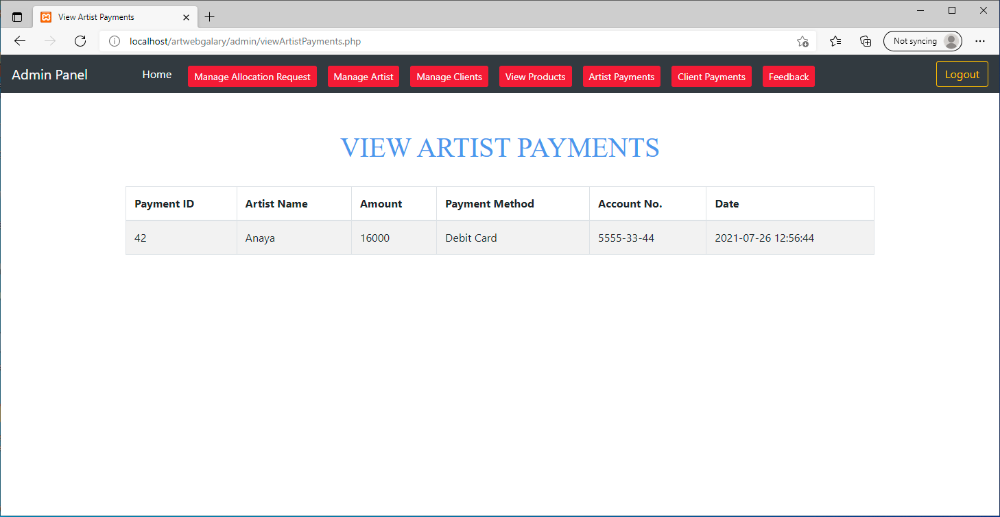 View Artist Payments
localhost/artwebgalary/admin/viewArtistPayments.php
Not syncing
Admin Panel Home Manage Allocation Request Manage Artist Manage Clients View Products Artist Payments Client Payments Feedback Logout
VIEW ARTIST PAYMENTS
Payment ID Artist Name Amount Payment Method Account No. Date
42 Anaya 16000 Debit Card 5555-33-44 2021-07-26 12:56:44